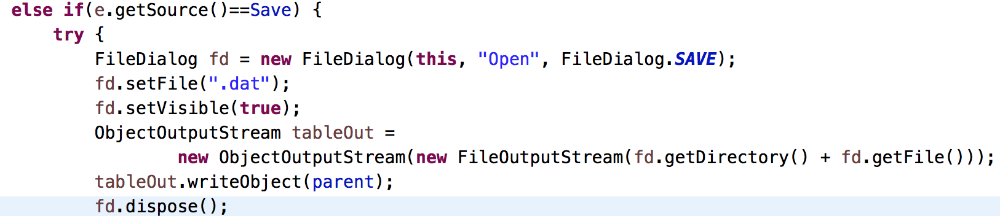 else if(e.getSource()==Save) {
try {
FileDialog fd = new FileDialog(this, "Open", FileDialog.SAVE);
fd.setFile(".dat");
fd.setVisible(true);
ObjectOutputStream tableOut =
new ObjectOutputStream(new FileOutputStream(fd.getDirectory() + fd.getFile()));
tableOut.writeObject(parent);
fd.dispose();